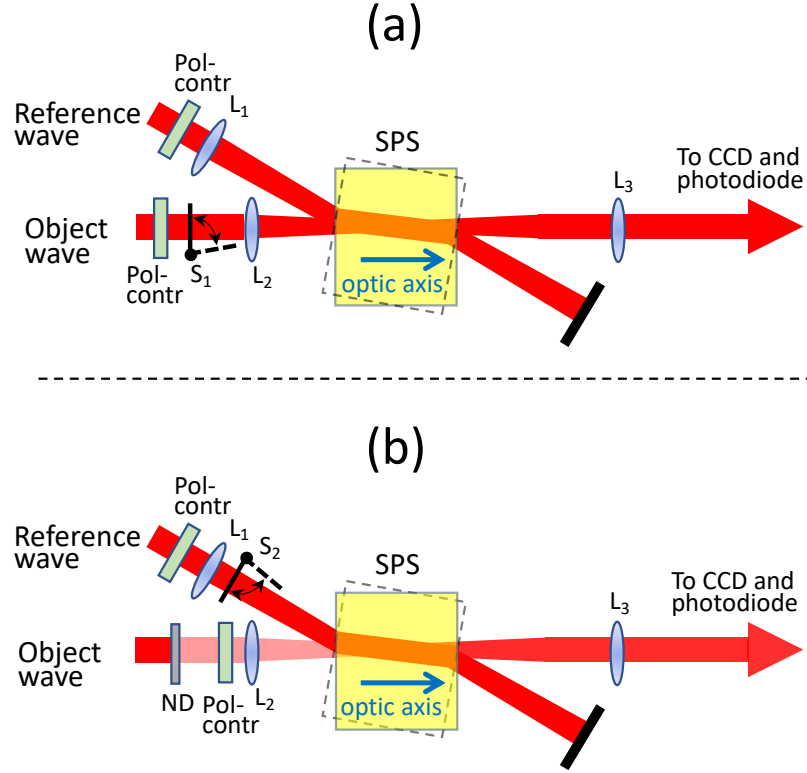 (a)
Pol-
contr
L1
Reference
wave
SPS
L3
To CCD and
photodiode
Object
wave
Pol-
contr
S1
L2
optic axis
(b)
Pol-
contr
L1
S2
Reference
wave
SPS
L3
To CCD and
photodiode
Object
wave
ND
Pol-
contr
L2
optic axis